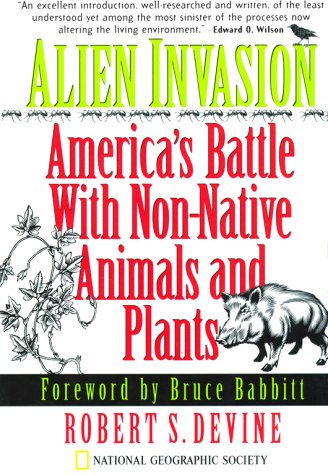 "An excellent introduction, well-researched and written, of the least
understood yet among the most sinister of the processes now
altering the living environment." —Edward O. Wilson
ALIEN INVASION
America's Battle
With Non-Native
Animals and
Plants
Foreword by Bruce Babbitt
ROBERT S. DEVINE
NATIONAL GEOGRAPHIC SOCIETY